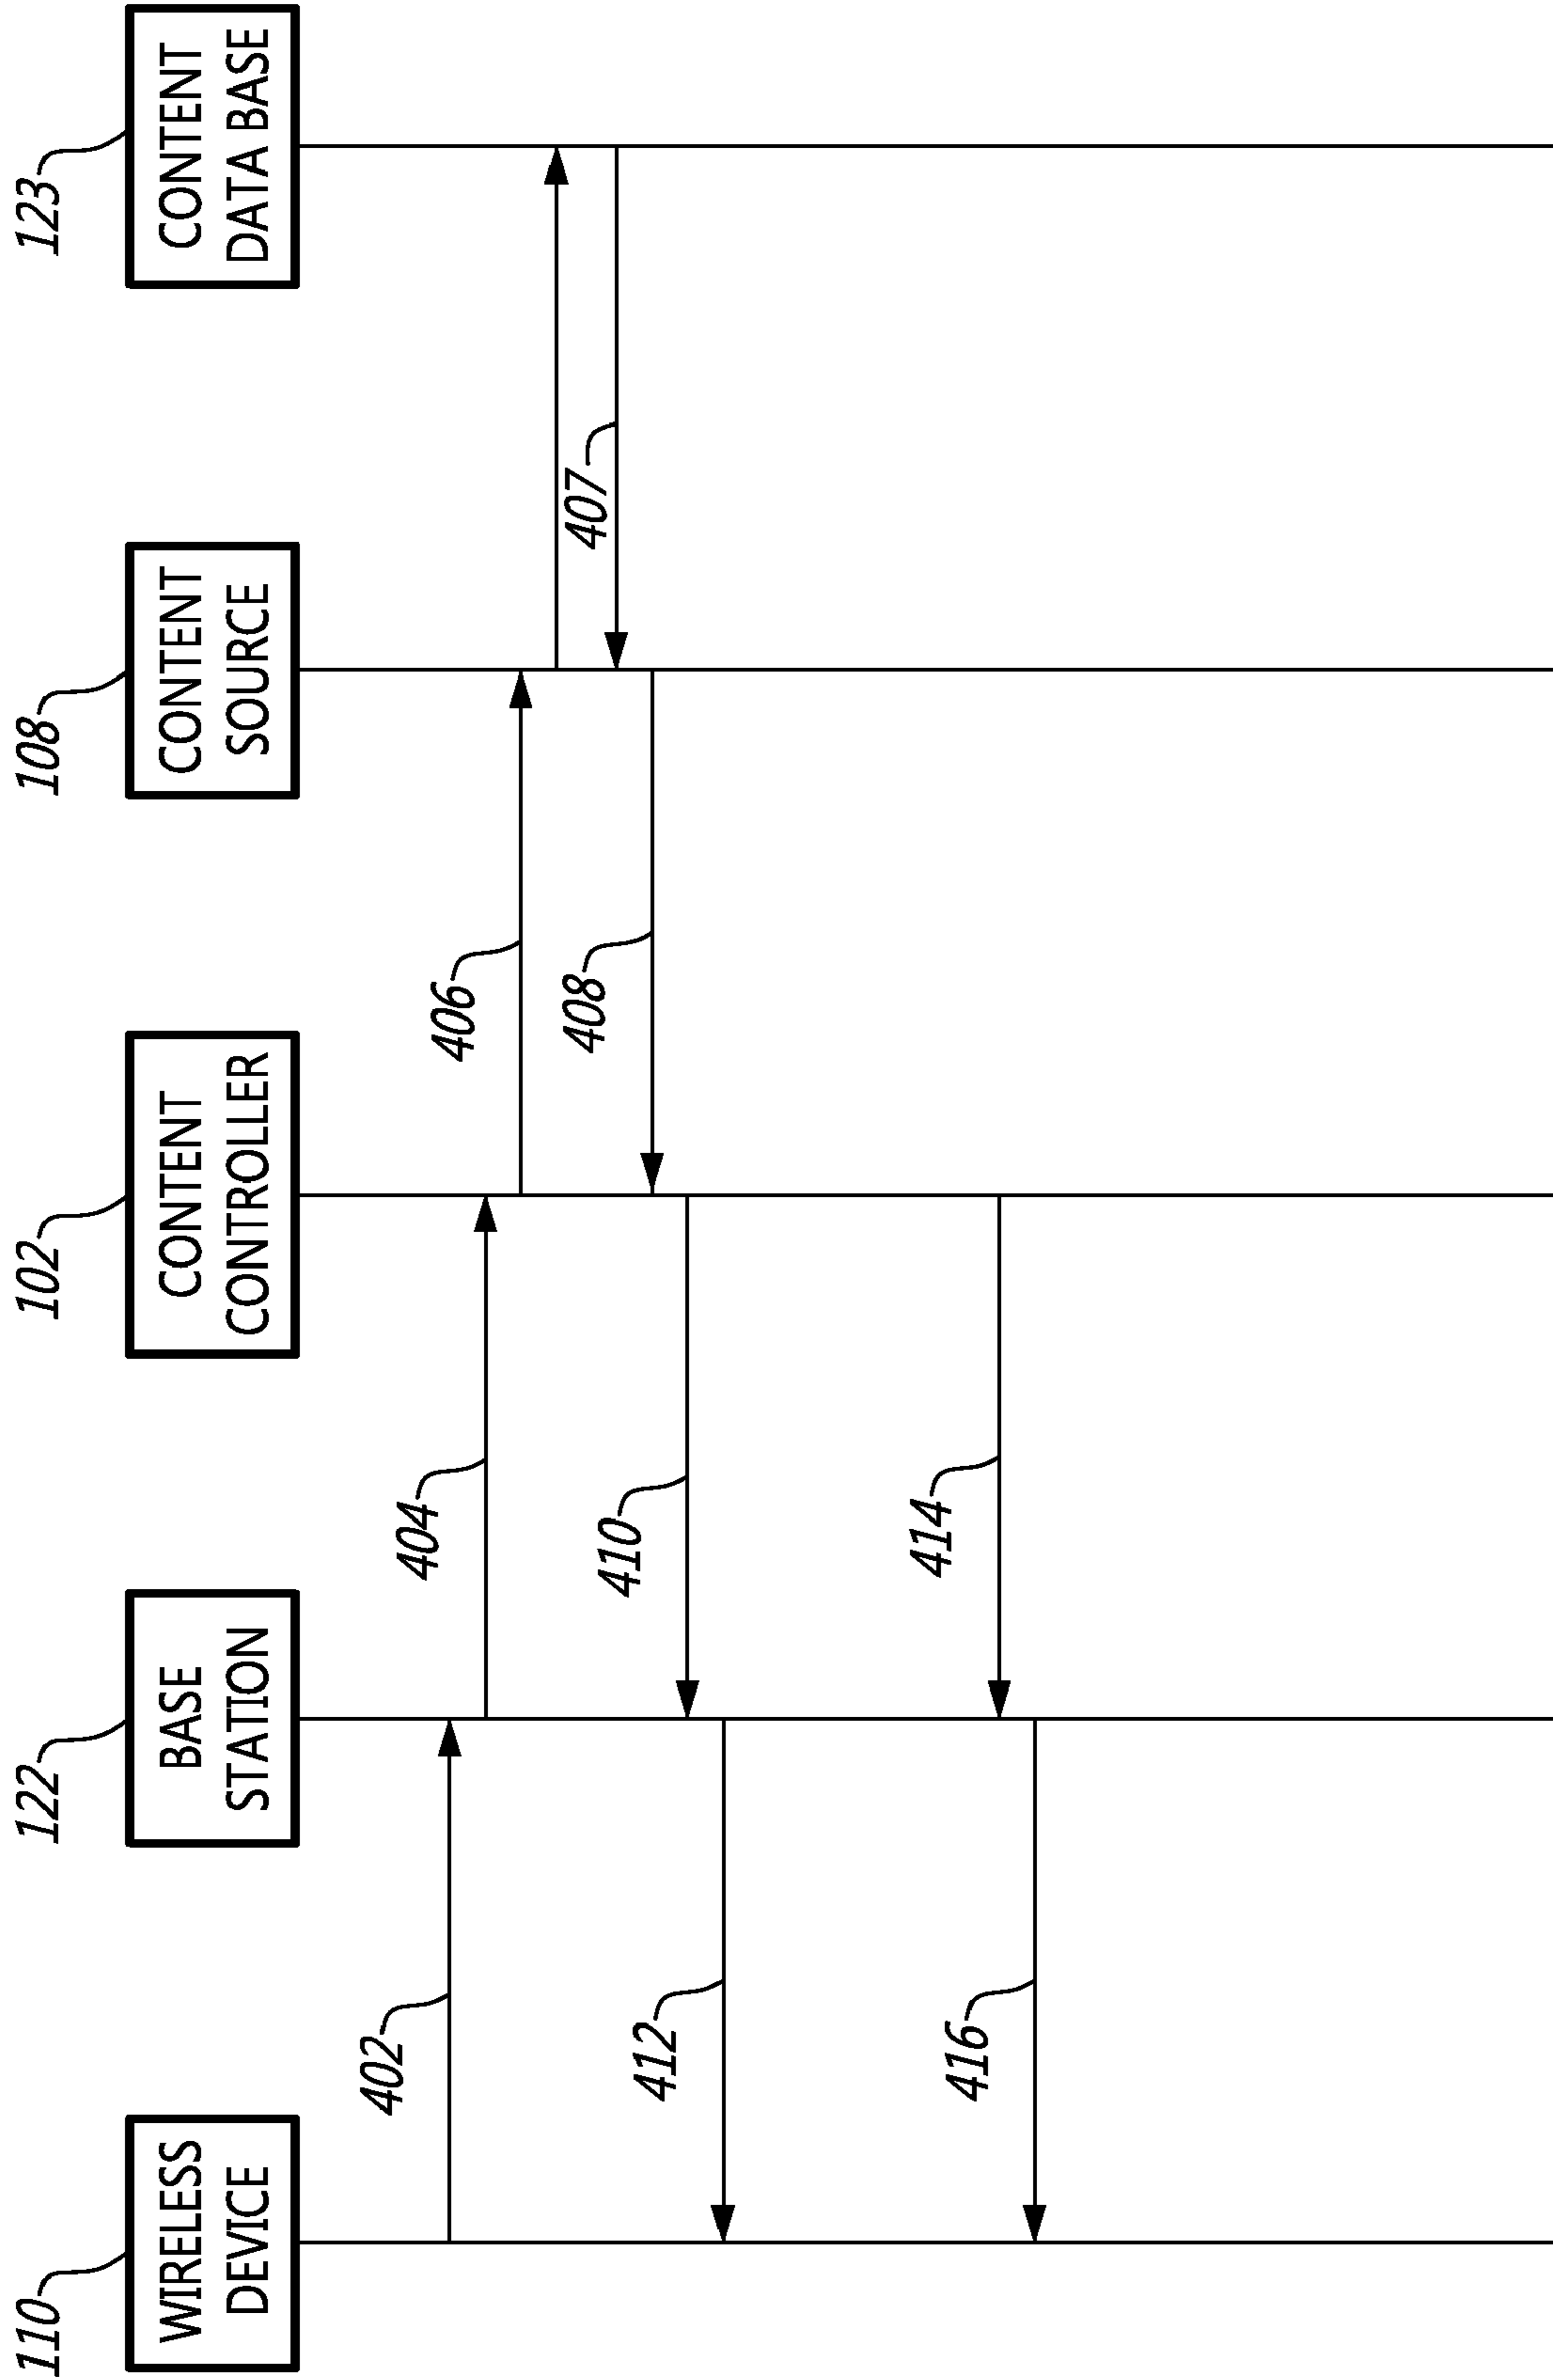 110
122
102
108
123
WIRELESS
DEVICE
BASE
STATION
CONTENT
CONTROLLER
CONTENT
SOURCE
CONTENT
DATA BASE
402
404
406
407
408
410
412
414
416